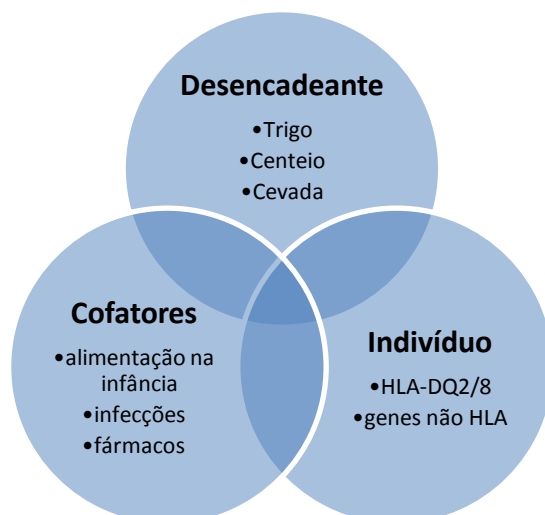 Desencadeante
•Trigo
•Centeio
•Cevada
Cofatores
•alimentação na
infância
•infecções
•fármacos
Indivíduo
•HLA-DQ2/8
•genes não HLA